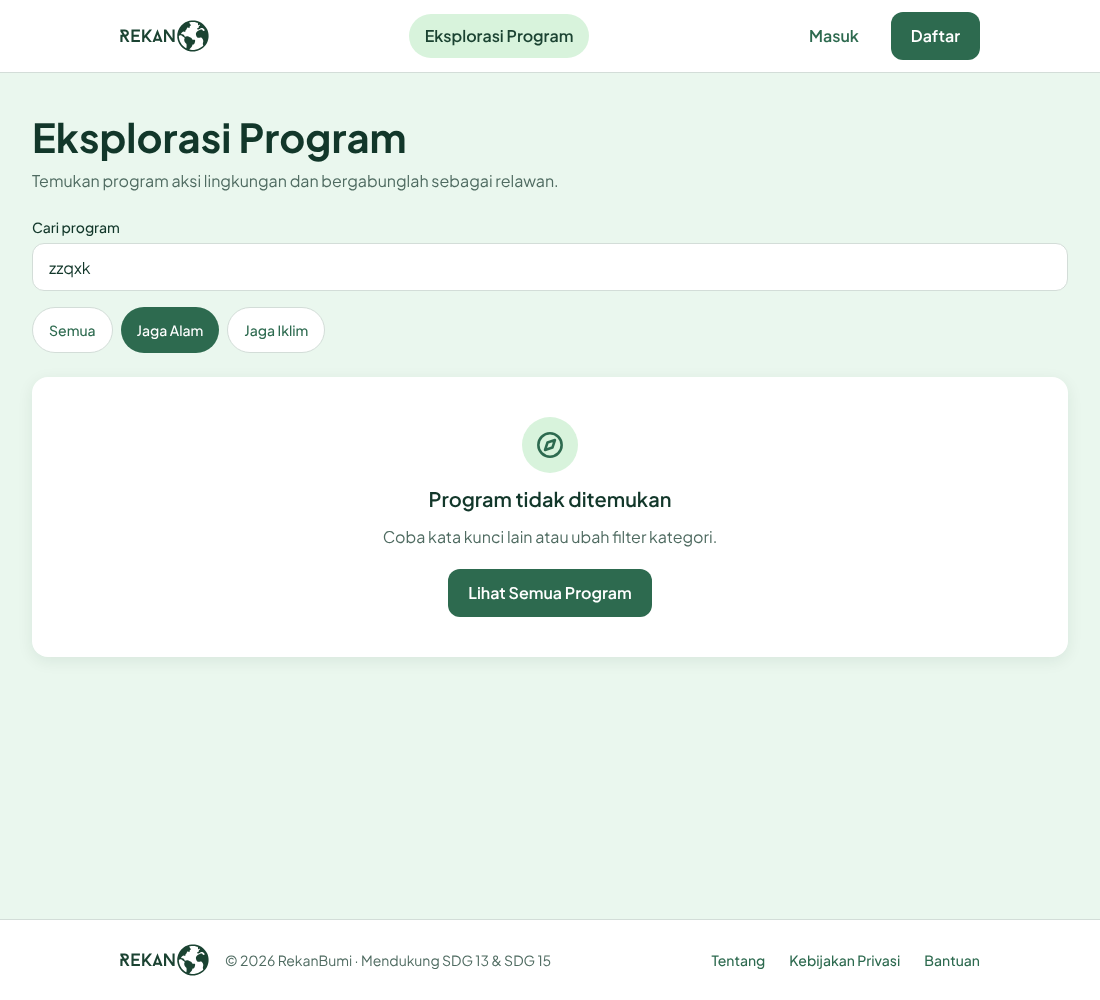 REKAN
Eksplorasi Program
Masuk
Daftar
Eksplorasi Program
Temukan program aksi lingkungan dan bergabunglah sebagai relawan.
Cari program
zzqxk
Semua
Jaga Alam
Jaga Iklim
Program tidak ditemukan
Coba kata kunci lain atau ubah filter kategori.
Lihat Semua Program
REKAN
© 2026 RekanBumi · Mendukung SDG 13 & SDG 15
Tentang
Kebijakan Privasi
Bantuan